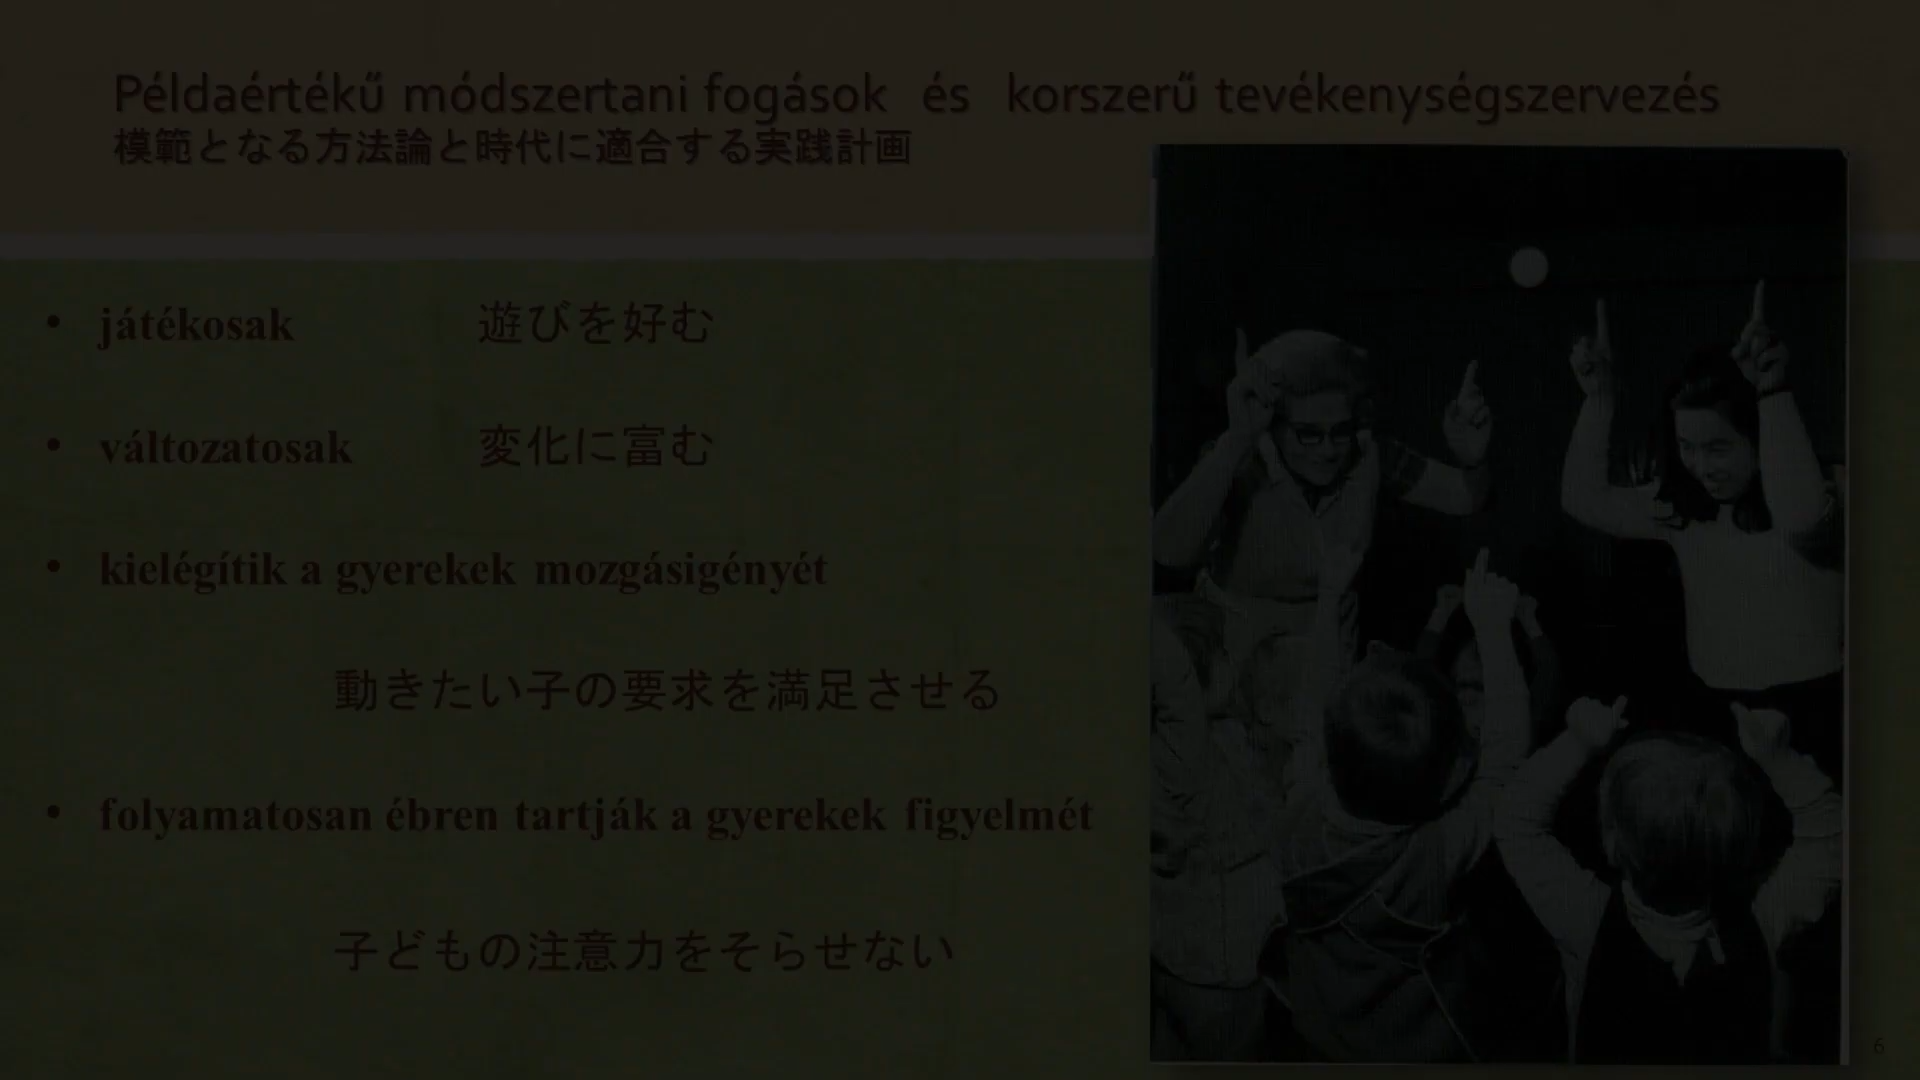 Példaértékű módszertani fogások és korszerű tevékenységszervezés
模範となる方法論と時代に適合する実践計画
• játékosak 遊びを好む
• változatosak 変化に富む
• kielégítik a gyerekek mozgásigényét
動きたい子の要求を満足させる
• folyamatosan ébren tartják a gyerekek figyelmét
子どもの注意力をそらせない
6